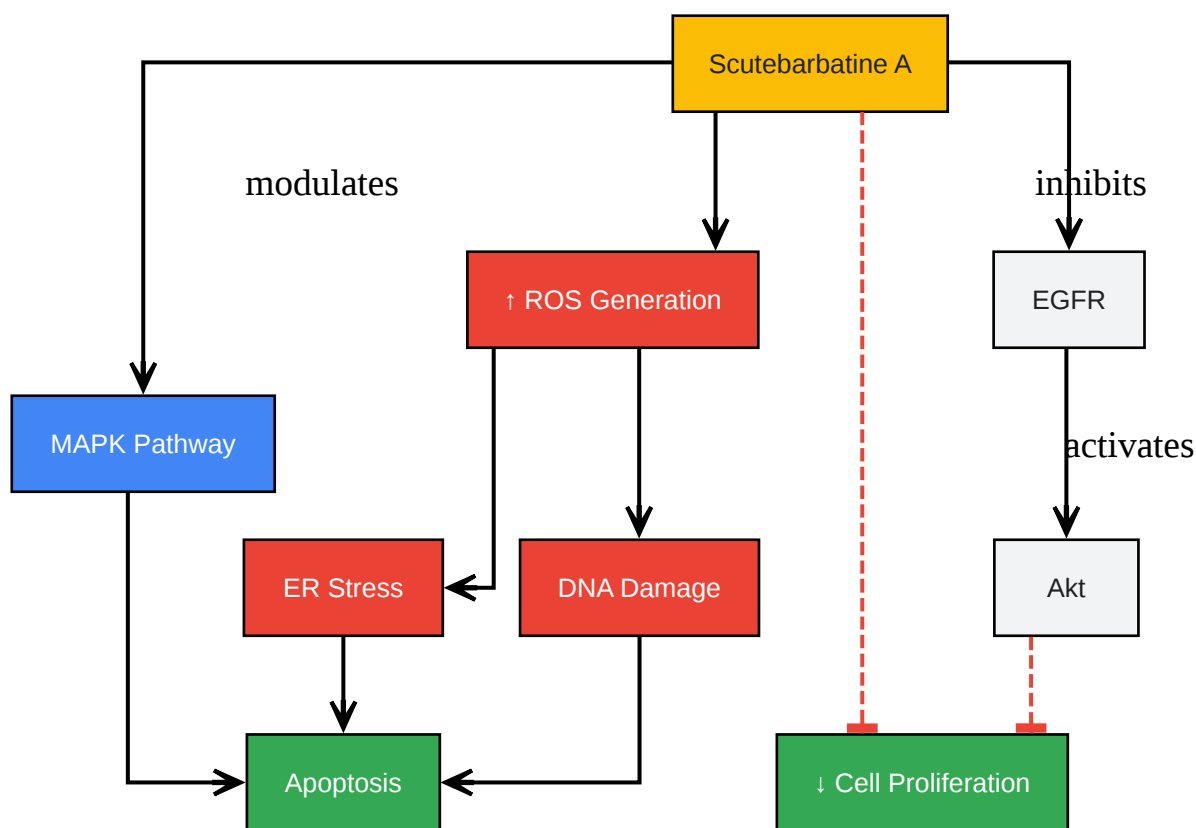 Scutebarbatine A
modulates
inhibits
↑ ROS Generation
EGFR
MAPK Pathway
activates
ER Stress
DNA Damage
Akt
Apoptosis
↓ Cell Proliferation